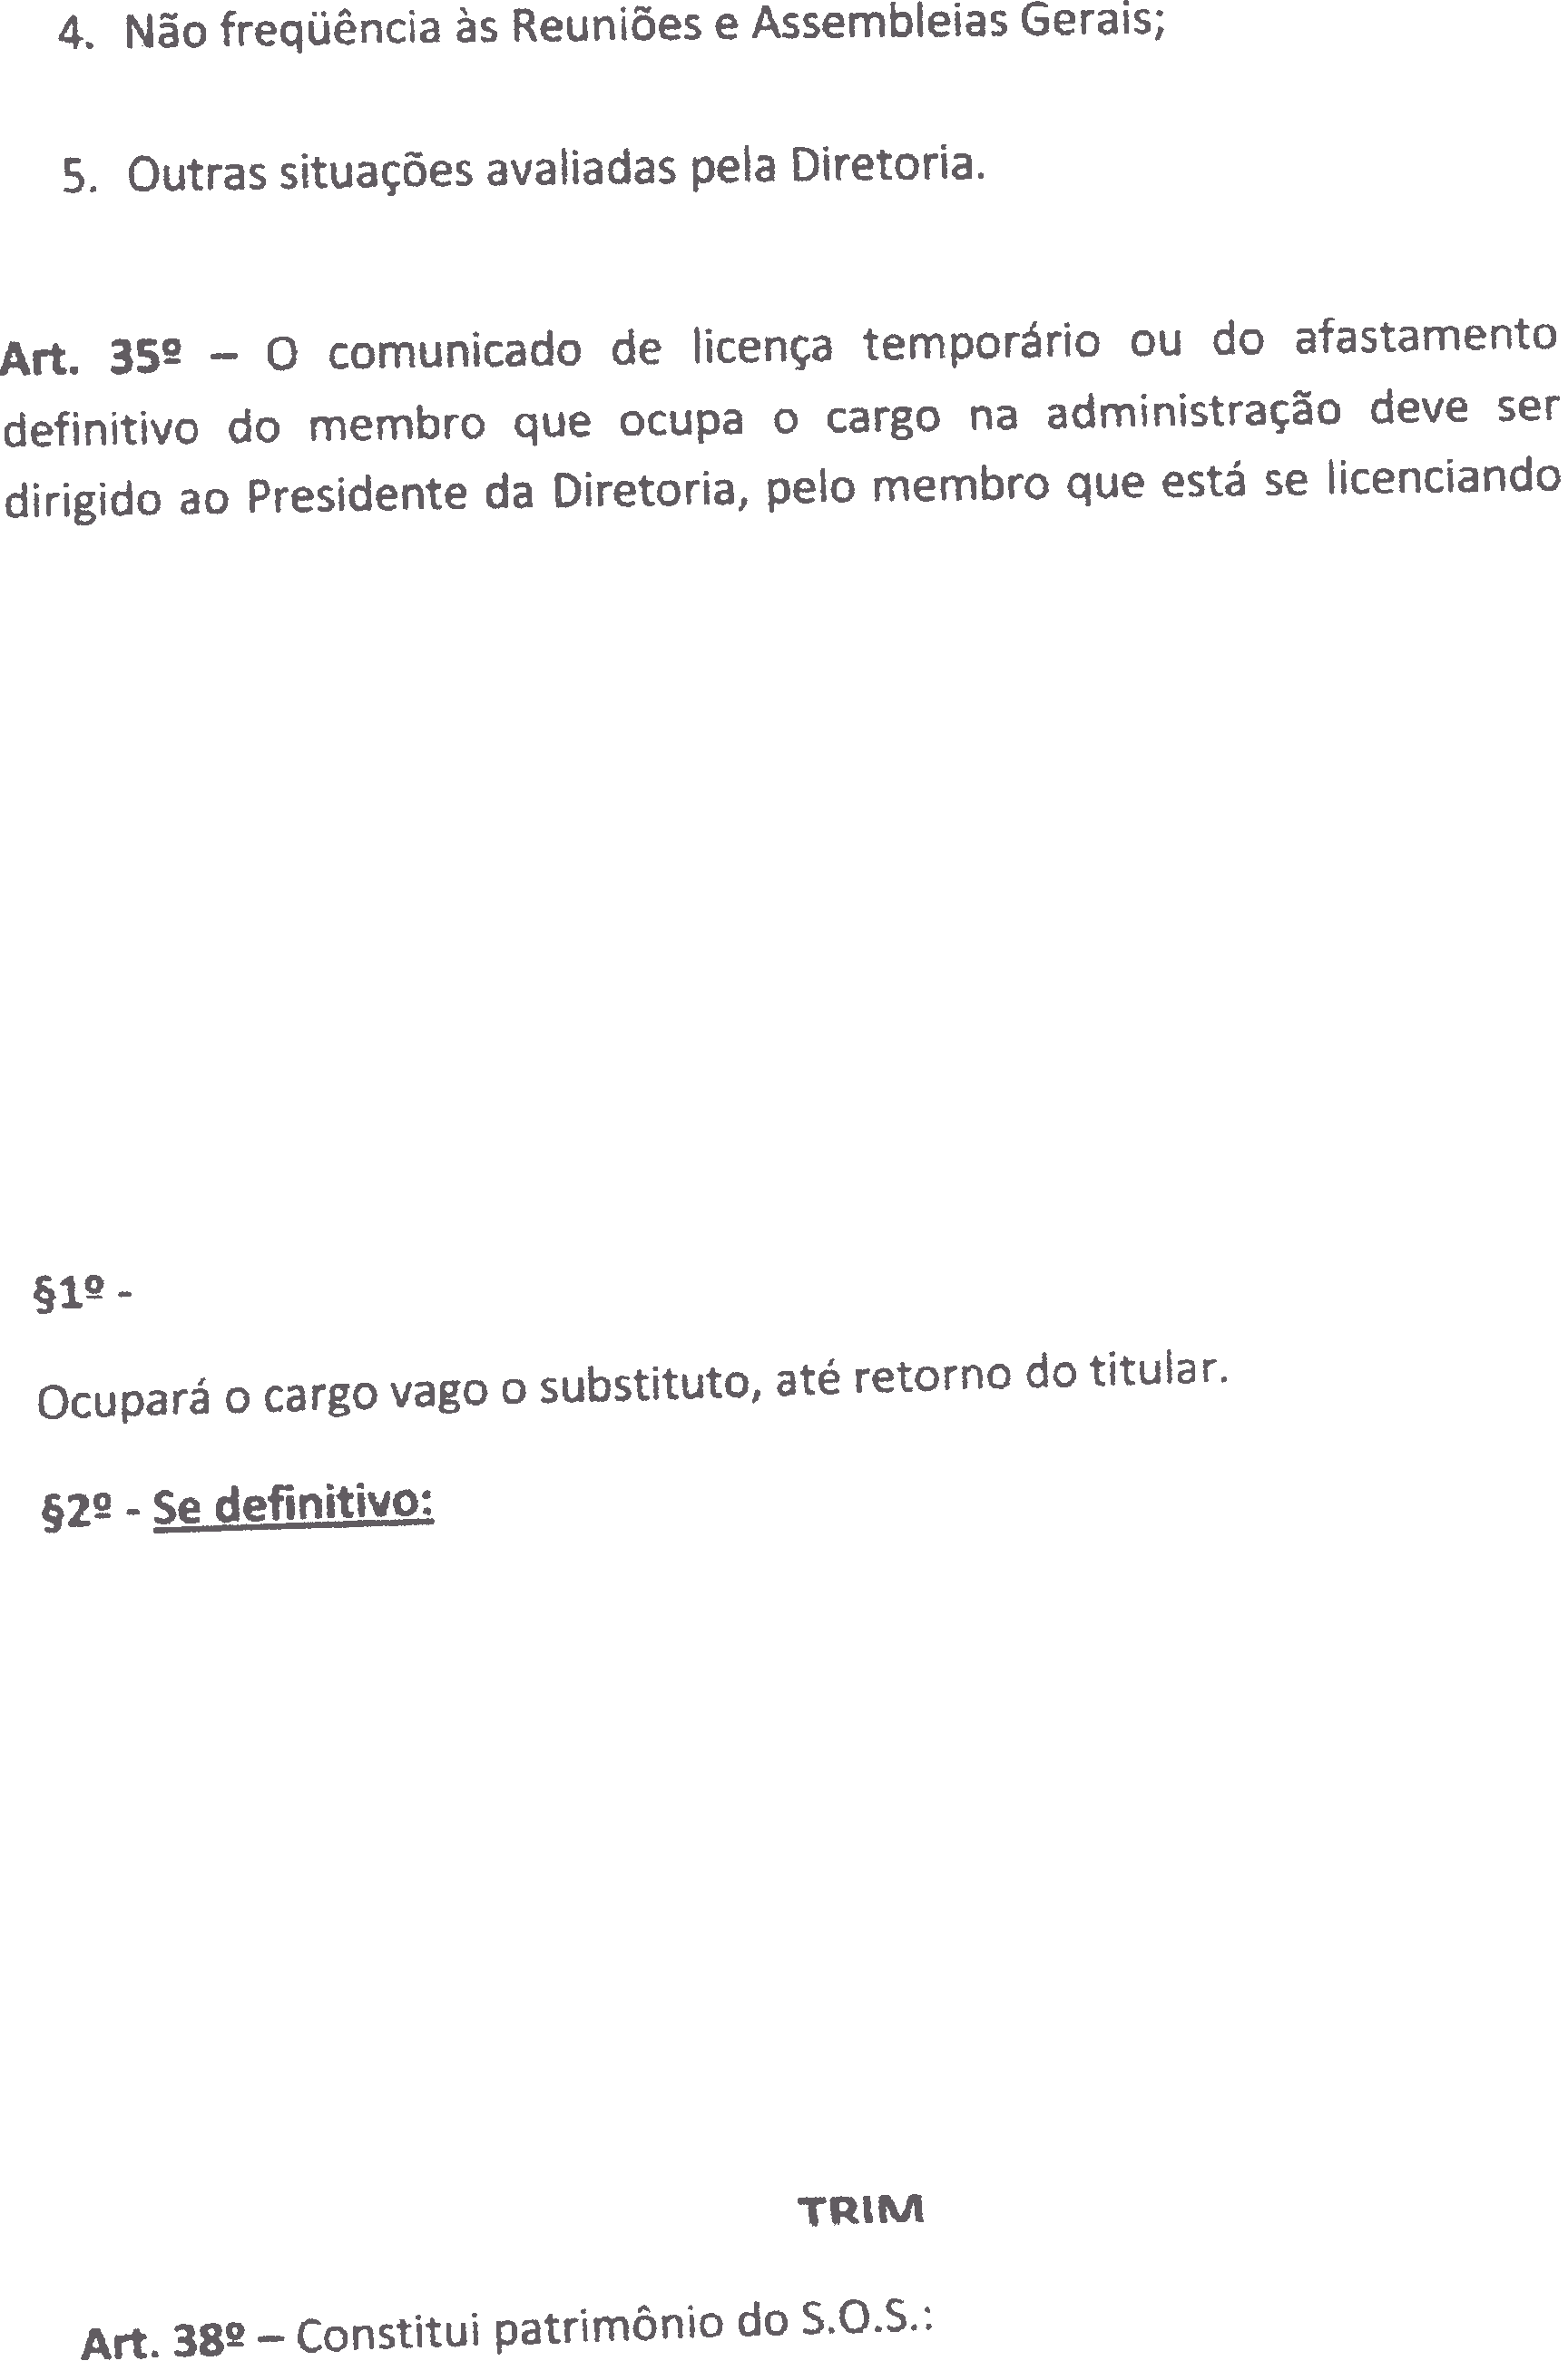 4. Não freqüência às Reuniões e Assembleias Gerais;
5. Outras situações avaliadas pela Diretoria.
Art. 35º – O comunicado de licença temporário ou do afastamento
definitivo do membro que ocupa o cargo na administração deve ser
dirigido ao Presidente da Diretoria, pelo membro que está se licenciando
§1º -
Ocupará o cargo vago o substituto, até retorno do titular.
§2º - Se definitivo:
TRIM
Art. 38º – Constitui patrimônio do S.O.S.: